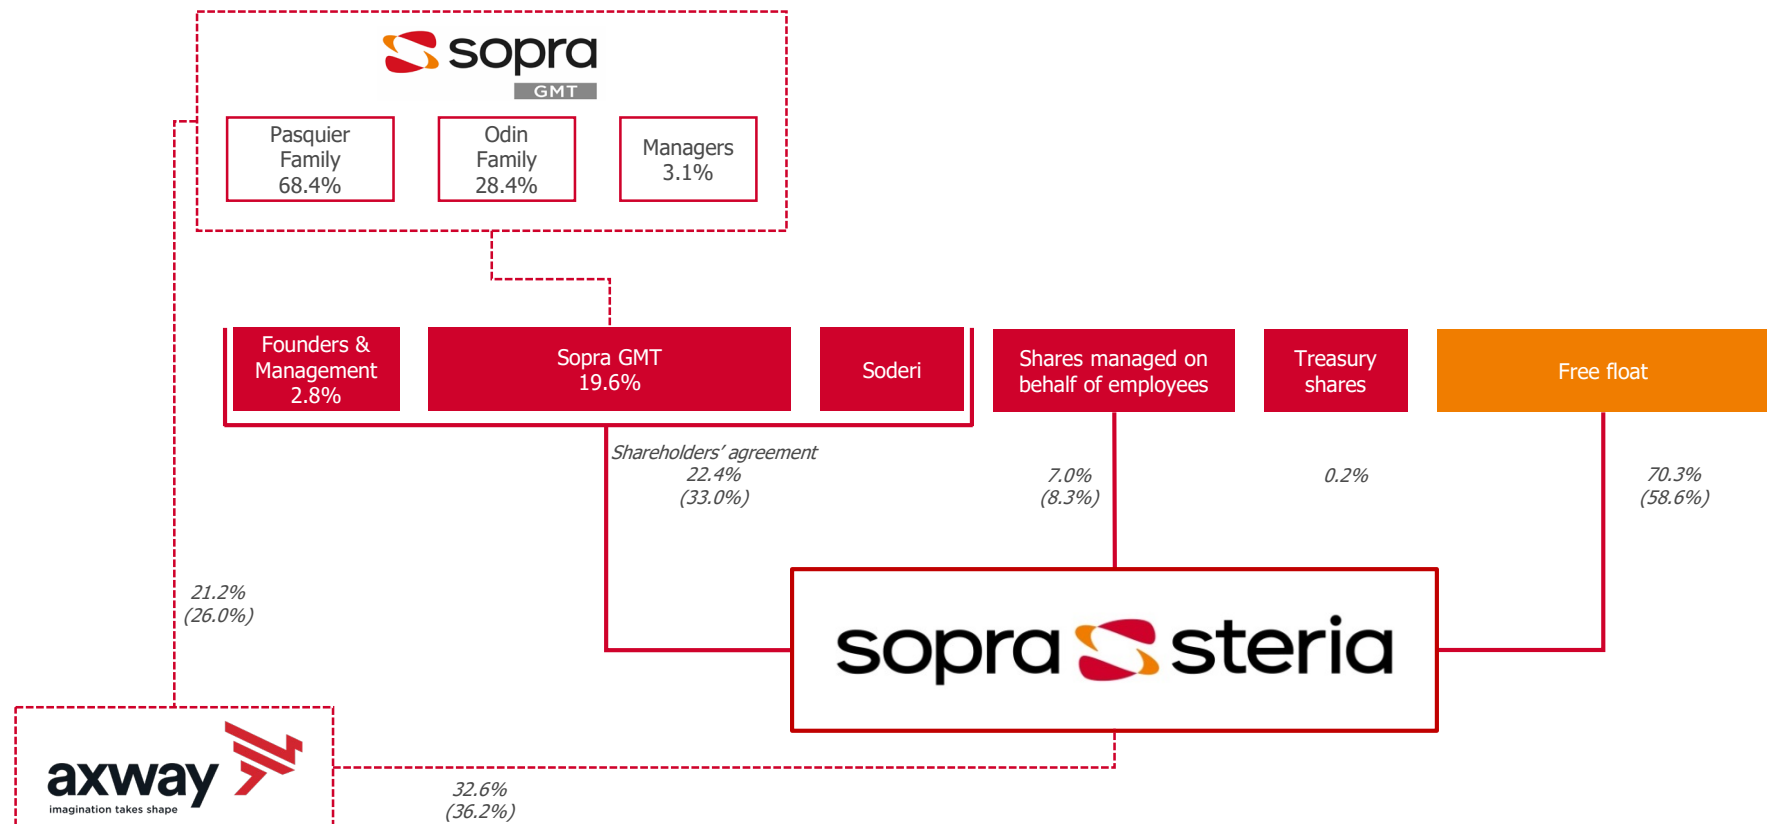 sopra
GMT
Pasquier
Family
68.4%
Odin
Family
28.4%
Managers
3.1%
Founders &
Management
2.8%
Sopra GMT
19.6%
Soderi
Shares managed on
behalf of employees
Treasury
shares
Free float
Shareholders' agreement
22.4%
(33.0%)
7.0%
(8.3%)
0.2%
70.3%
(58.6%)
21.2%
(26.0%)
sopra steria
axway
imagination takes shape
32.6%
(36.2%)